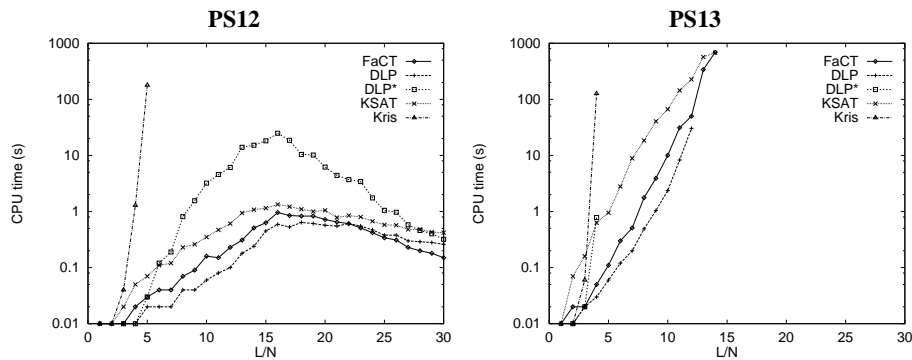 PS12
1000
100
10
1
0.1
0.01
CPU time (s)
0
5
10
15
20
25
30
L/N
FaCT
DLP
DLP*
KSAT
Kris
PS13
1000
100
10
1
0.1
0.01
CPU time (s)
0
5
10
15
20
25
30
L/N
FaCT
DLP
DLP*
KSAT
Kris